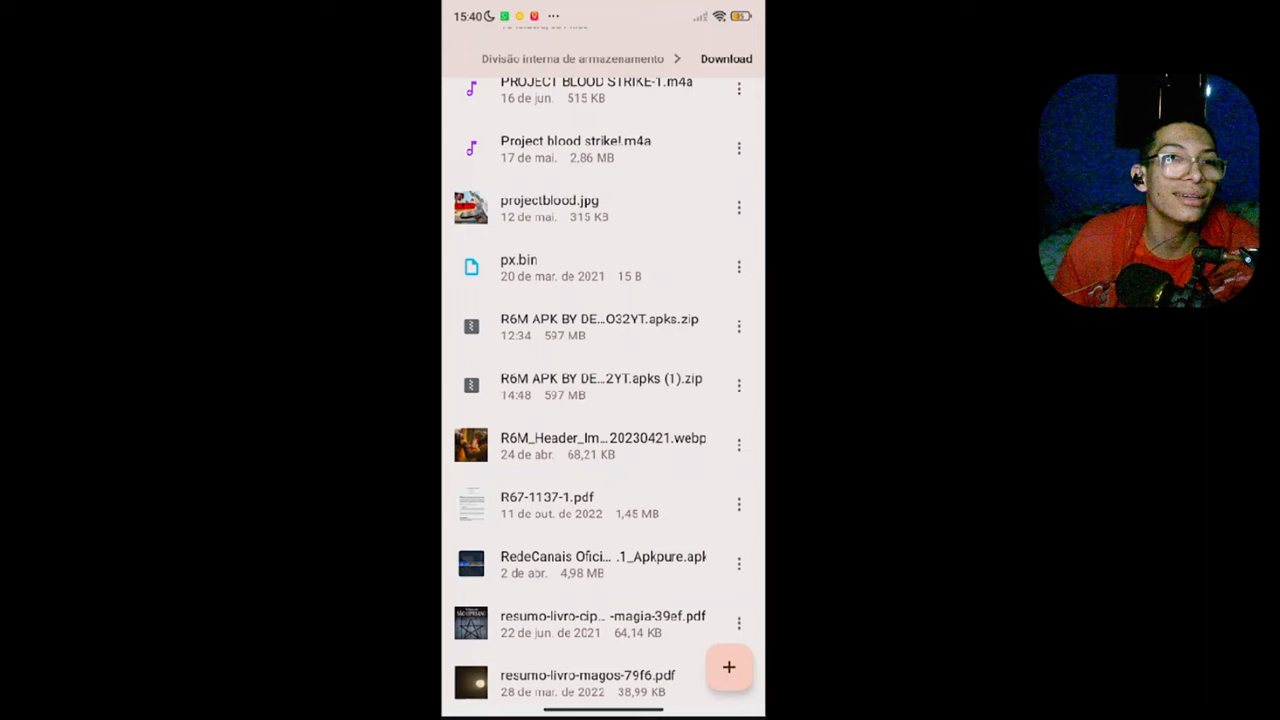 15:40
Divisão interna de armazenamento > Download
PROJECT BLOOD STRIKE-1.m4a
16 de jun. 515 KB
Project blood strike!.m4a
17 de mai. 2,86 MB
projectblood.jpg
12 de mai. 315 KB
px.bin
20 de mar. de 2021 15 B
R6M APK BY DE...O32YT.apks.zip
12:34 597 MB
R6M APK BY DE...2YT.apks (1).zip
14:48 597 MB
R6M_Header_Im...20230421.webp
24 de abr. 68,21 KB
R67-1137-1.pdf
11 de out. de 2022 1,45 MB
RedeCanais Ofici... .1_Apkpure.apk
2 de abr. 4,98 MB
resumo-livro-cip... -magia-39ef.pdf
22 de jun. de 2021 64,14 KB
resumo-livro-magos-79f6.pdf
28 de mar. de 2022 38,99 KB